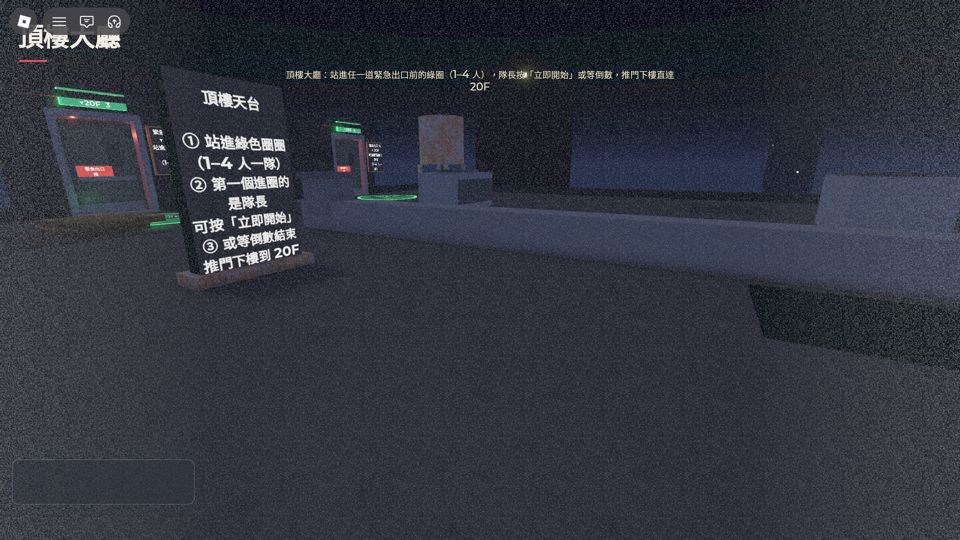 頂樓大廳
頂樓大廳：站進任一道緊急出口前的綠圈（1–4 人），隊長按「立即開始」或等倒數，推門下樓直達
20F
▼20F 3
緊急出口
頂樓天台
① 站進綠色圈圈
（1–4 人一隊）
② 第一個進圈的
是隊長
可按「立即開始」
③ 或等倒數結束
推門下樓到 20F